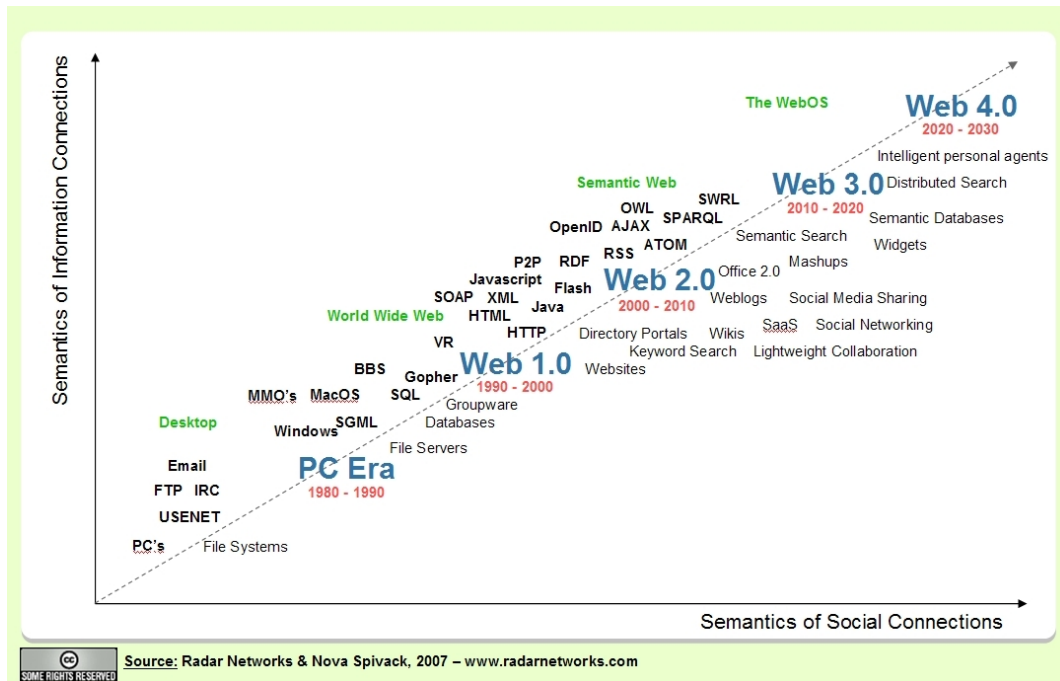 Semantics of Information Connections
The WebOS
Web 4.0
2020 - 2030
Intelligent personal agents
Semantic Web
Web 3.0
Distributed Search
2010 - 2020
SWRL
OWL
SPARQL
Semantic Databases
OpenID AJAX
Semantic Search
ATOM
Widgets
P2P RDF RSS
Mashups
Office 2.0
Javascript
Flash
Web 2.0
2000 - 2010
SOAP XML
Java
Weblogs Social Media Sharing
World Wide Web
HTML
SaaS Social Networking
HTTP
Directory Portals Wikis
VR
Keyword Search Lightweight Collaboration
Web 1.0
1990 - 2000
Websites
BBS
Gopher
MMO's MacOS SQL
Groupware
Desktop
SGML
Databases
Windows
File Servers
Email
PC Era
1980 - 1990
FTP IRC
USENET
PC's File Systems
Semantics of Social Connections
cc
SOME RIGHTS RESERVED
Source: Radar Networks & Nova Spivack, 2007 – www.radarnetworks.com